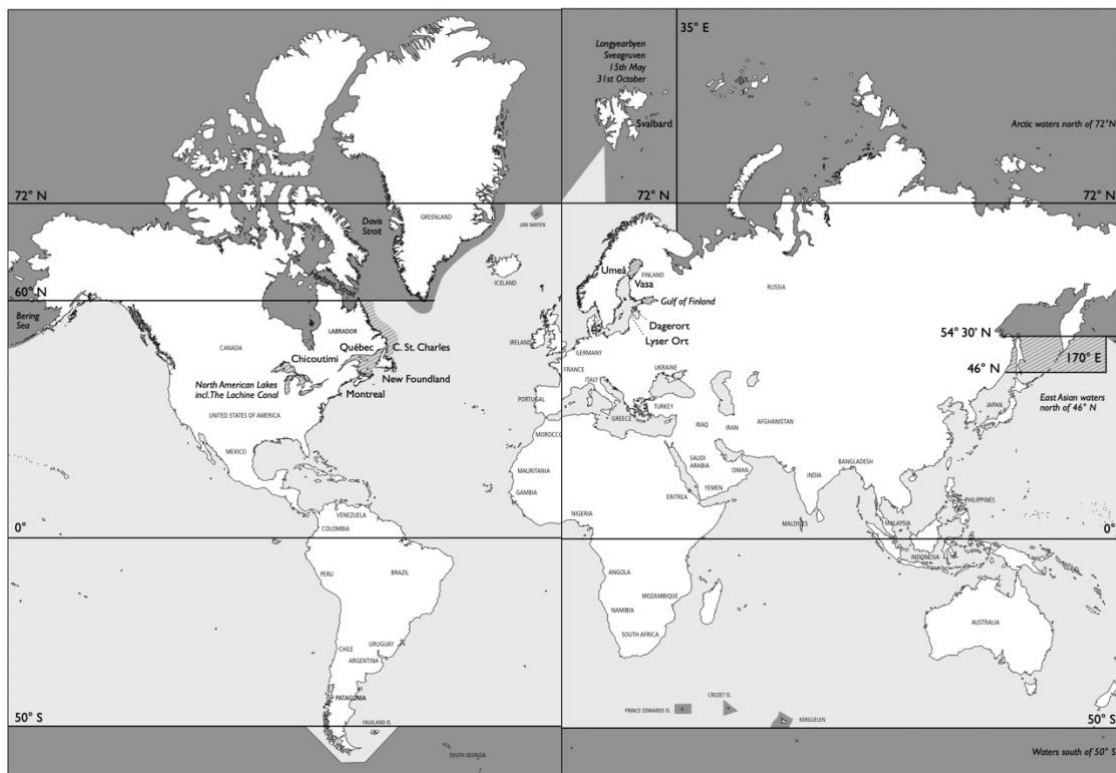 35° E
Longyearbyen
Sveagruven
15th May
31st October
Svalbard
Arctic waters north of 72°N
72° N
72° N
72° N
Davis
Strait
GREENLAND
JAN MAYEN
ICELAND
Umeå
FINLAND
Vasa
RUSSIA
Hudson Strait
60° N
Gulf of Finland
Bering
Sea
LABRADOR
Dagerort
Lyser Ort
54° 30' N
CANADA
Québec
C. St. Charles
IRELAND
GERMANY
170° E
Chicoutimi
FRANCE
UKRAINE
46° N
New Foundland
ITALY
North American Lakes
incl.The Lachine Canal
Montreal
PORTUGAL
GREECE
TURKEY
JAPAN
East Asian waters
north of 46° N
UNITED STATES OF AMERICA
MOROCCO
IRAQ
IRAN
AFGHANISTAN
MEXICO
SAUDI
ARABIA
OMAN
BANGLADESH
MAURITANIA
INDIA
GAMBIA
YEMEN
ERITREA
PHILIPPINES
VENEZUELA
NIGERIA
COLOMBIA
MALDIVES
MALAYSIA
0°
0°
INDONESIA
PERU
BRAZIL
ANGOLA
MOZAMBIQUE
NAMIBIA
AUSTRALIA
SOUTH AFRICA
URUGUAY
CHILE
ARGENTINA
PATAGONIA
CROZET IS.
PRINCE EDWARDS IS.
50° S
FALKLAND IS.
KENGUELEN
50° S
SOUTH GEORGIA
Waters south of 50° S